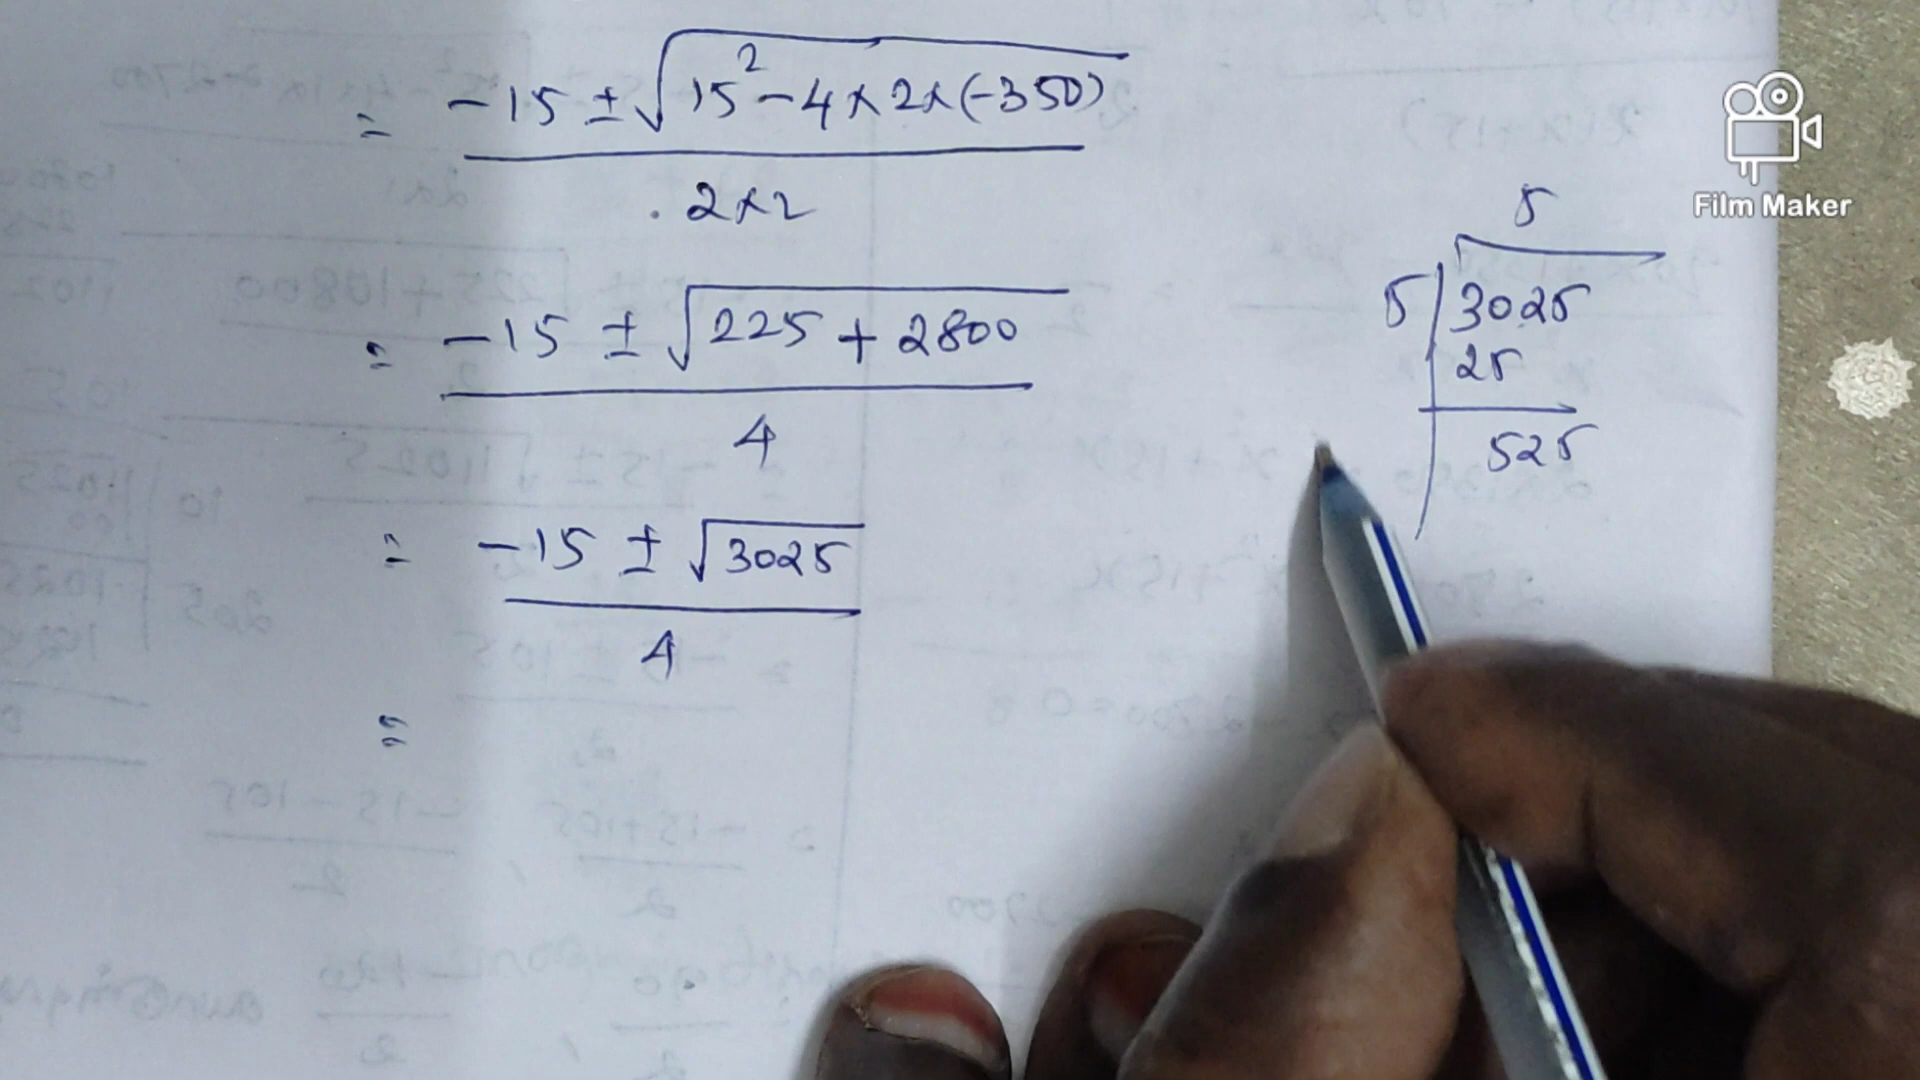 = -15 ± √15² - 4 × 2 × (-350)
2 × 2
= -15 ± √225 + 2800
4
= -15 ± √3025
4
=
5
5 3025
25
525
Film Maker